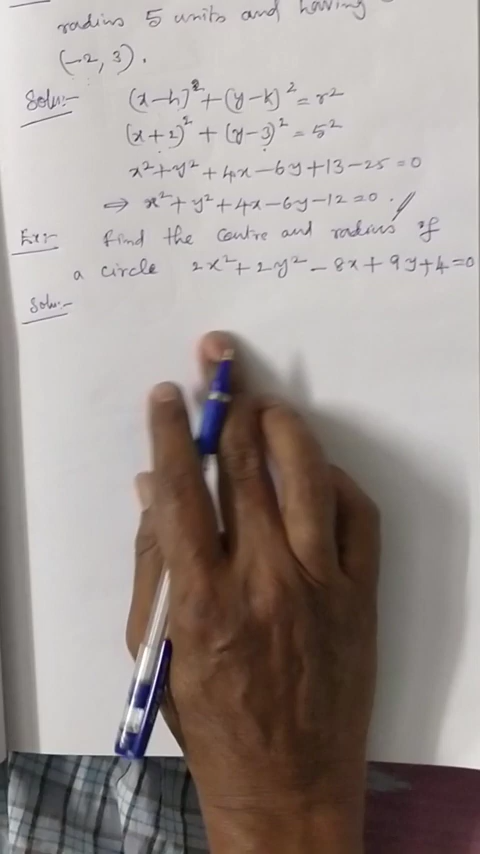 radius 5 units and having
(-2, 3).
Solu:- (x-h)² + (y-k)² = r²
(x+2)² + (y-3)² = 5²
x² + y² + 4x - 6y + 13 - 25 = 0
⇒ x² + y² + 4x - 6y - 12 = 0.
Ex:- Find the centre and radius of
a circle 2x² + 2y² - 8x + 9y + 4 = 0
Solu:-